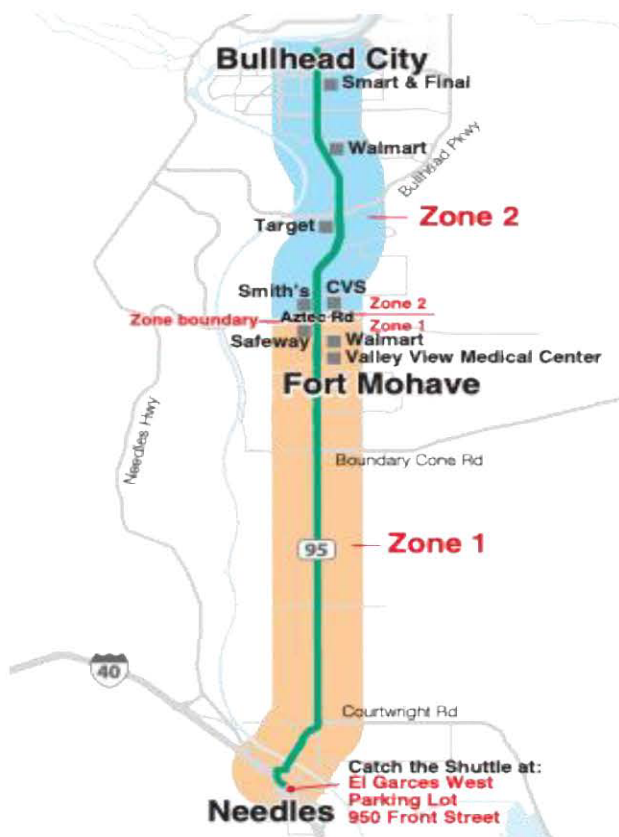 Bullhead City
Smart & Final
Walmart
Bullhead Pkwy
Target
Zone 2
Smith's
CVS
Zone 2
Aztec Rd
Zone boundary
Zone 1
Safeway
Walmart
Valley View Medical Center
Fort Mohave
Needles Hwy
Boundary Cone Rd
95
Zone 1
40
Courtwright Rd
Catch the Shuttle at:
El Garces West
Parking Lot
950 Front Street
Needles